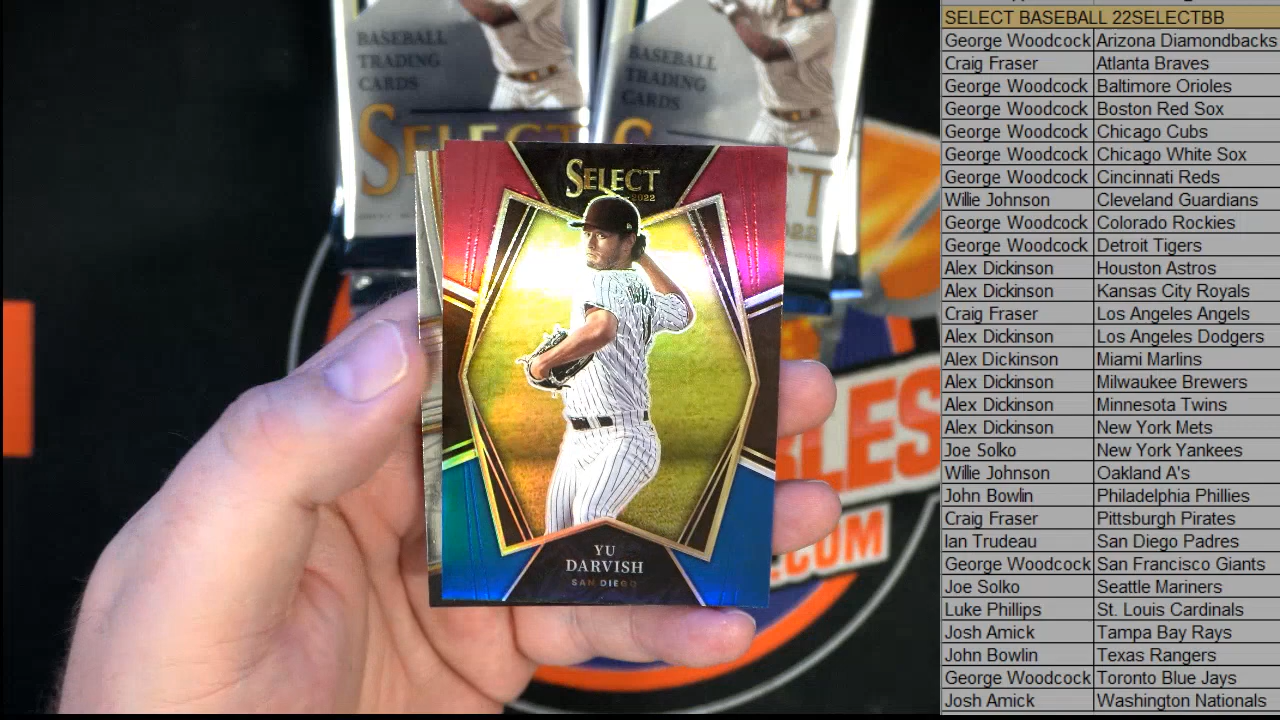 BASEBALL
TRADING
CARDS
SELECT
BASEBALL
TRADING
CARDS
SELECT
2022
YU
DARVISH
SAN DIEGO
.COM
SELECT BASEBALL 22SELECTBB
George Woodcock Arizona Diamondbacks
Craig Fraser Atlanta Braves
George Woodcock Baltimore Orioles
George Woodcock Boston Red Sox
George Woodcock Chicago Cubs
George Woodcock Chicago White Sox
George Woodcock Cincinnati Reds
Willie Johnson Cleveland Guardians
George Woodcock Colorado Rockies
George Woodcock Detroit Tigers
Alex Dickinson Houston Astros
Alex Dickinson Kansas City Royals
Craig Fraser Los Angeles Angels
Alex Dickinson Los Angeles Dodgers
Alex Dickinson Miami Marlins
Alex Dickinson Milwaukee Brewers
Alex Dickinson Minnesota Twins
Alex Dickinson New York Mets
Joe Solko New York Yankees
Willie Johnson Oakland A's
John Bowlin Philadelphia Phillies
Craig Fraser Pittsburgh Pirates
Ian Trudeau San Diego Padres
George Woodcock San Francisco Giants
Joe Solko Seattle Mariners
Luke Phillips St. Louis Cardinals
Josh Amick Tampa Bay Rays
John Bowlin Texas Rangers
George Woodcock Toronto Blue Jays
Josh Amick Washington Nationals